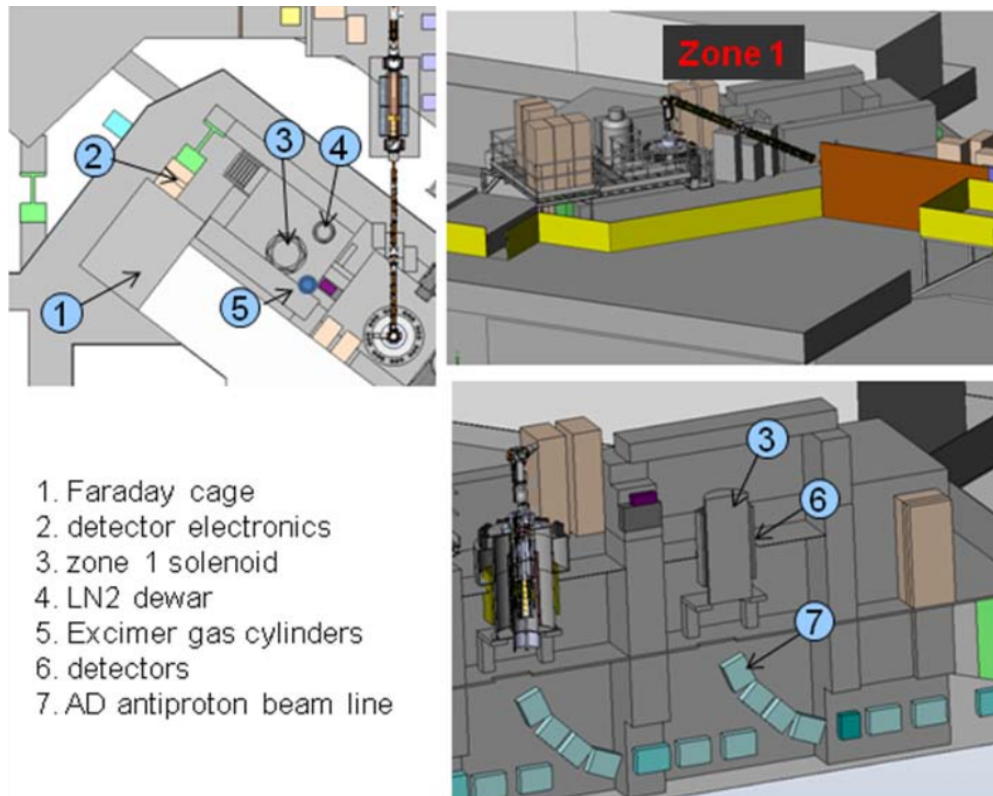 Zone 1
2
3
4
1
5
3
6
7
1. Faraday cage
2. detector electronics
3. zone 1 solenoid
4. LN2 dewar
5. Excimer gas cylinders
6. detectors
7. AD antiproton beam line